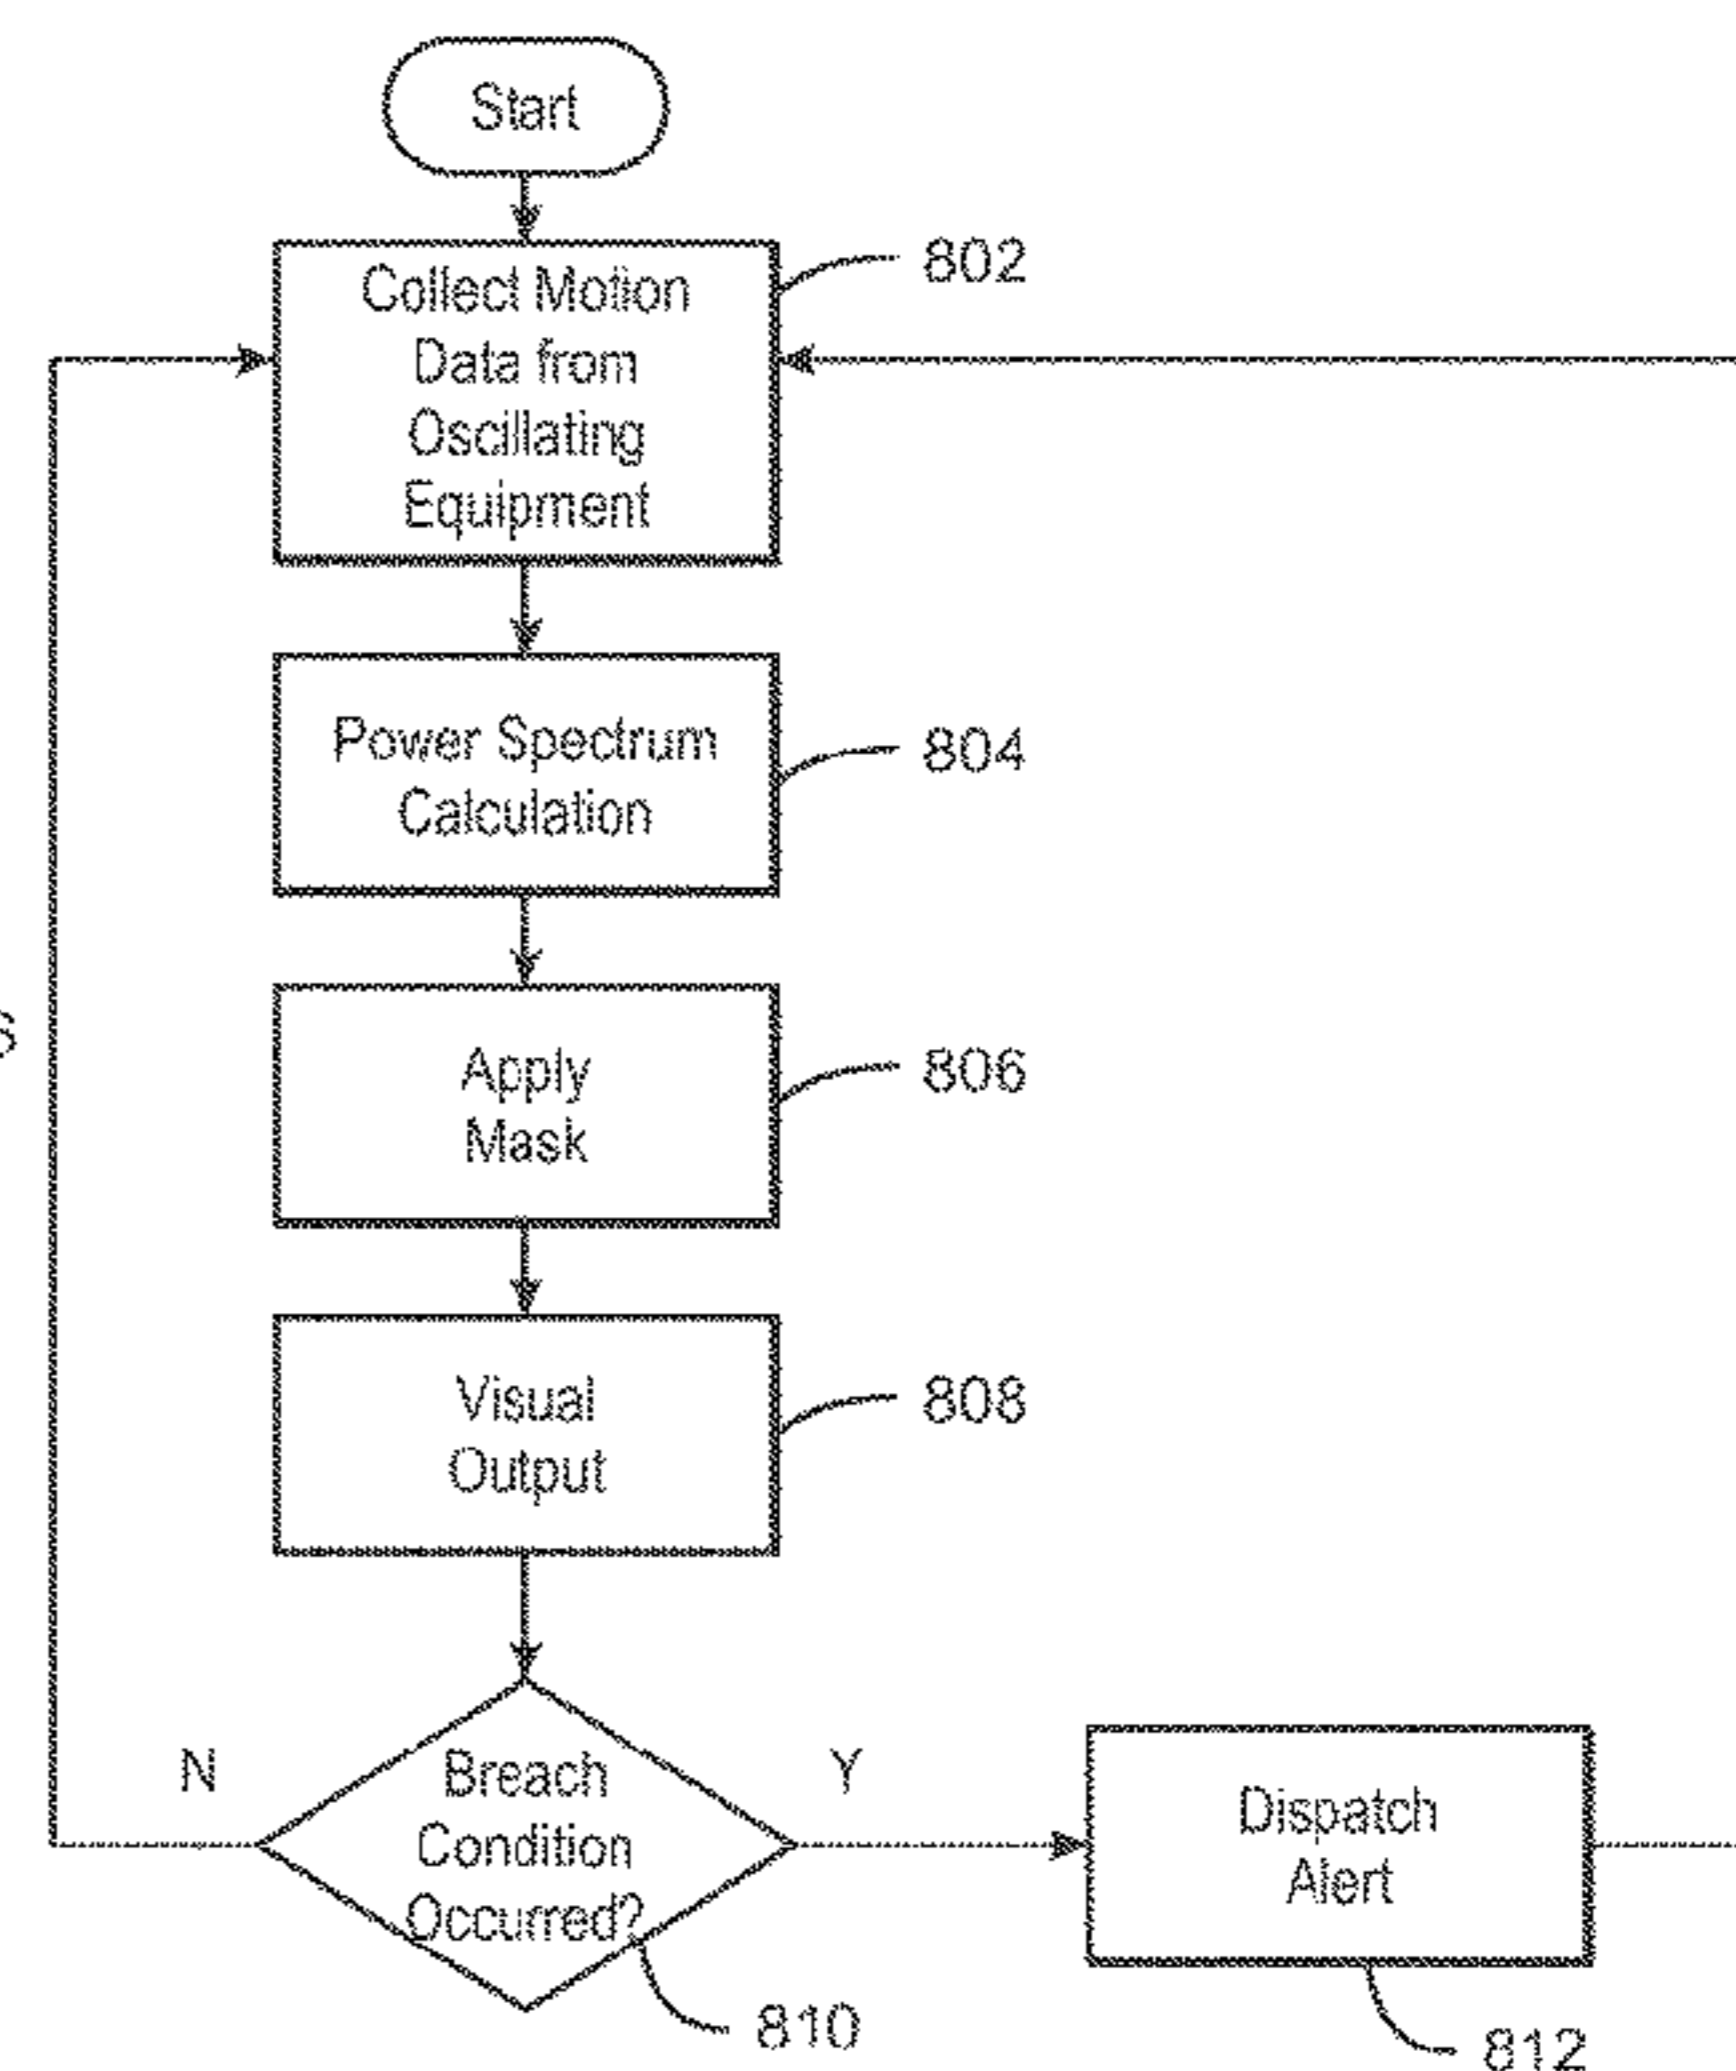 Start
Collect Motion
Data from
Oscillating
Equipment
802
Power Spectrum
Calculation
804
Apply
Mask
806
Visual
Output
808
Breach
Condition
Occurred?
N
Y
810
Dispatch
Alert
812